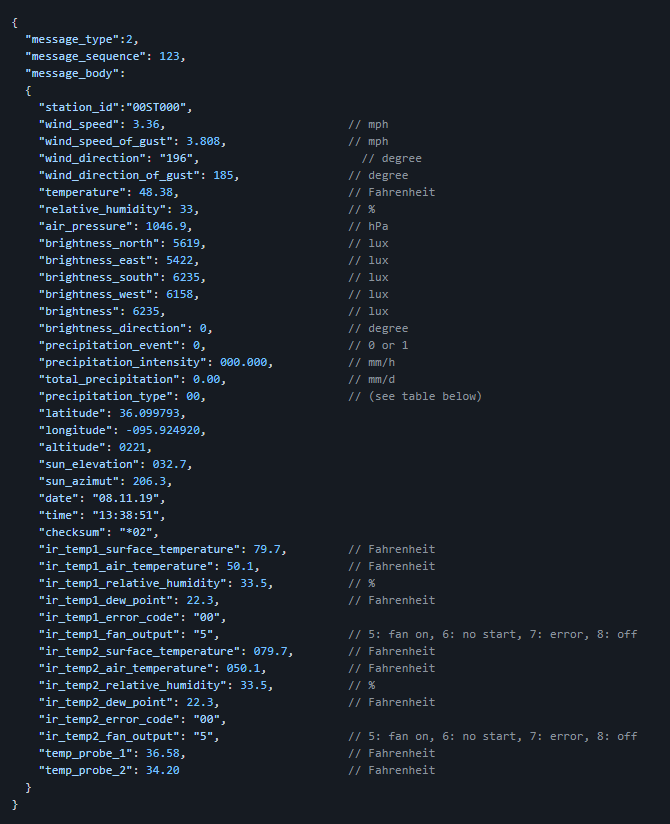 {
  "message_type":2,
  "message_sequence": 123,
  "message_body":
  {
    "station_id":"00ST000",
    "wind_speed": 3.36,                           // mph
    "wind_speed_of_gust": 3.808,                  // mph
    "wind_direction": "196",                        // degree
    "wind_direction_of_gust": 185,                // degree
    "temperature": 48.38,                         // Fahrenheit
    "relative_humidity": 33,                      // %
    "air_pressure": 1046.9,                       // hPa
    "brightness_north": 5619,                     // lux
    "brightness_east": 5422,                      // lux
    "brightness_south": 6235,                     // lux
    "brightness_west": 6158,                      // lux
    "brightness": 6235,                           // lux
    "brightness_direction": 0,                    // degree
    "precipitation_event": 0,                     // 0 or 1
    "precipitation_intensity": 000.000,           // mm/h
    "total_precipitation": 0.00,                  // mm/d
    "precipitation_type": 00,                     // (see table below)
    "latitude": 36.099793,
    "longitude": -095.924920,
    "altitude": 0221,
    "sun_elevation": 032.7,
    "sun_azimut": 206.3,
    "date": "08.11.19",
    "time": "13:38:51",
    "checksum": "*02",
    "ir_temp1_surface_temperature": 79.7,         // Fahrenheit
    "ir_temp1_air_temperature": 50.1,             // Fahrenheit
    "ir_temp1_relative_humidity": 33.5,           // %
    "ir_temp1_dew_point": 22.3,                   // Fahrenheit
    "ir_temp1_error_code": "00",
    "ir_temp1_fan_output": "5",                   // 5: fan on, 6: no start, 7: error, 8: off
    "ir_temp2_surface_temperature": 079.7,        // Fahrenheit
    "ir_temp2_air_temperature": 050.1,            // Fahrenheit
    "ir_temp2_relative_humidity": 33.5,           // %
    "ir_temp2_dew_point": 22.3,                   // Fahrenheit
    "ir_temp2_error_code": "00",
    "ir_temp2_fan_output": "5",                   // 5: fan on, 6: no start, 7: error, 8: off
    "temp_probe_1": 36.58,                        // Fahrenheit
    "temp_probe_2": 34.20                         // Fahrenheit
  }
}